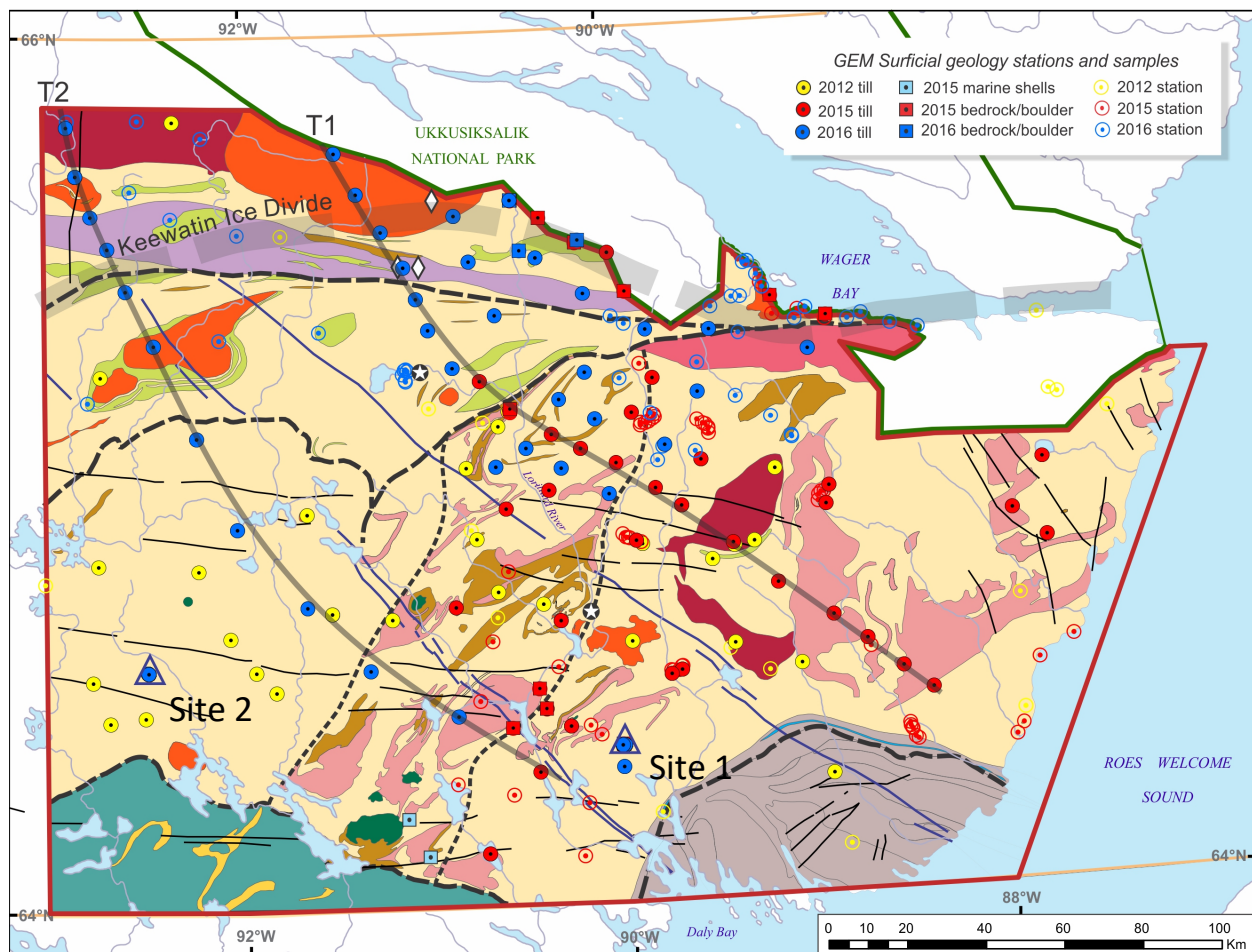 92°W
90°W
66°N
GEM Surficial geology stations and samples
2012 till
2015 marine shells
2012 station
2015 till
2015 bedrock/boulder
2015 station
2016 till
2016 bedrock/boulder
2016 station
T2
T1
UKKUSIKSALIK
NATIONAL PARK
Keewatin Ice Divide
WAGER
BAY
Lorillard River
Site 2
Site 1
ROES WELCOME
SOUND
64°N
64°N
92°W
90°W
88°W
Daly Bay
0 10 20 40 60 80 100
Km